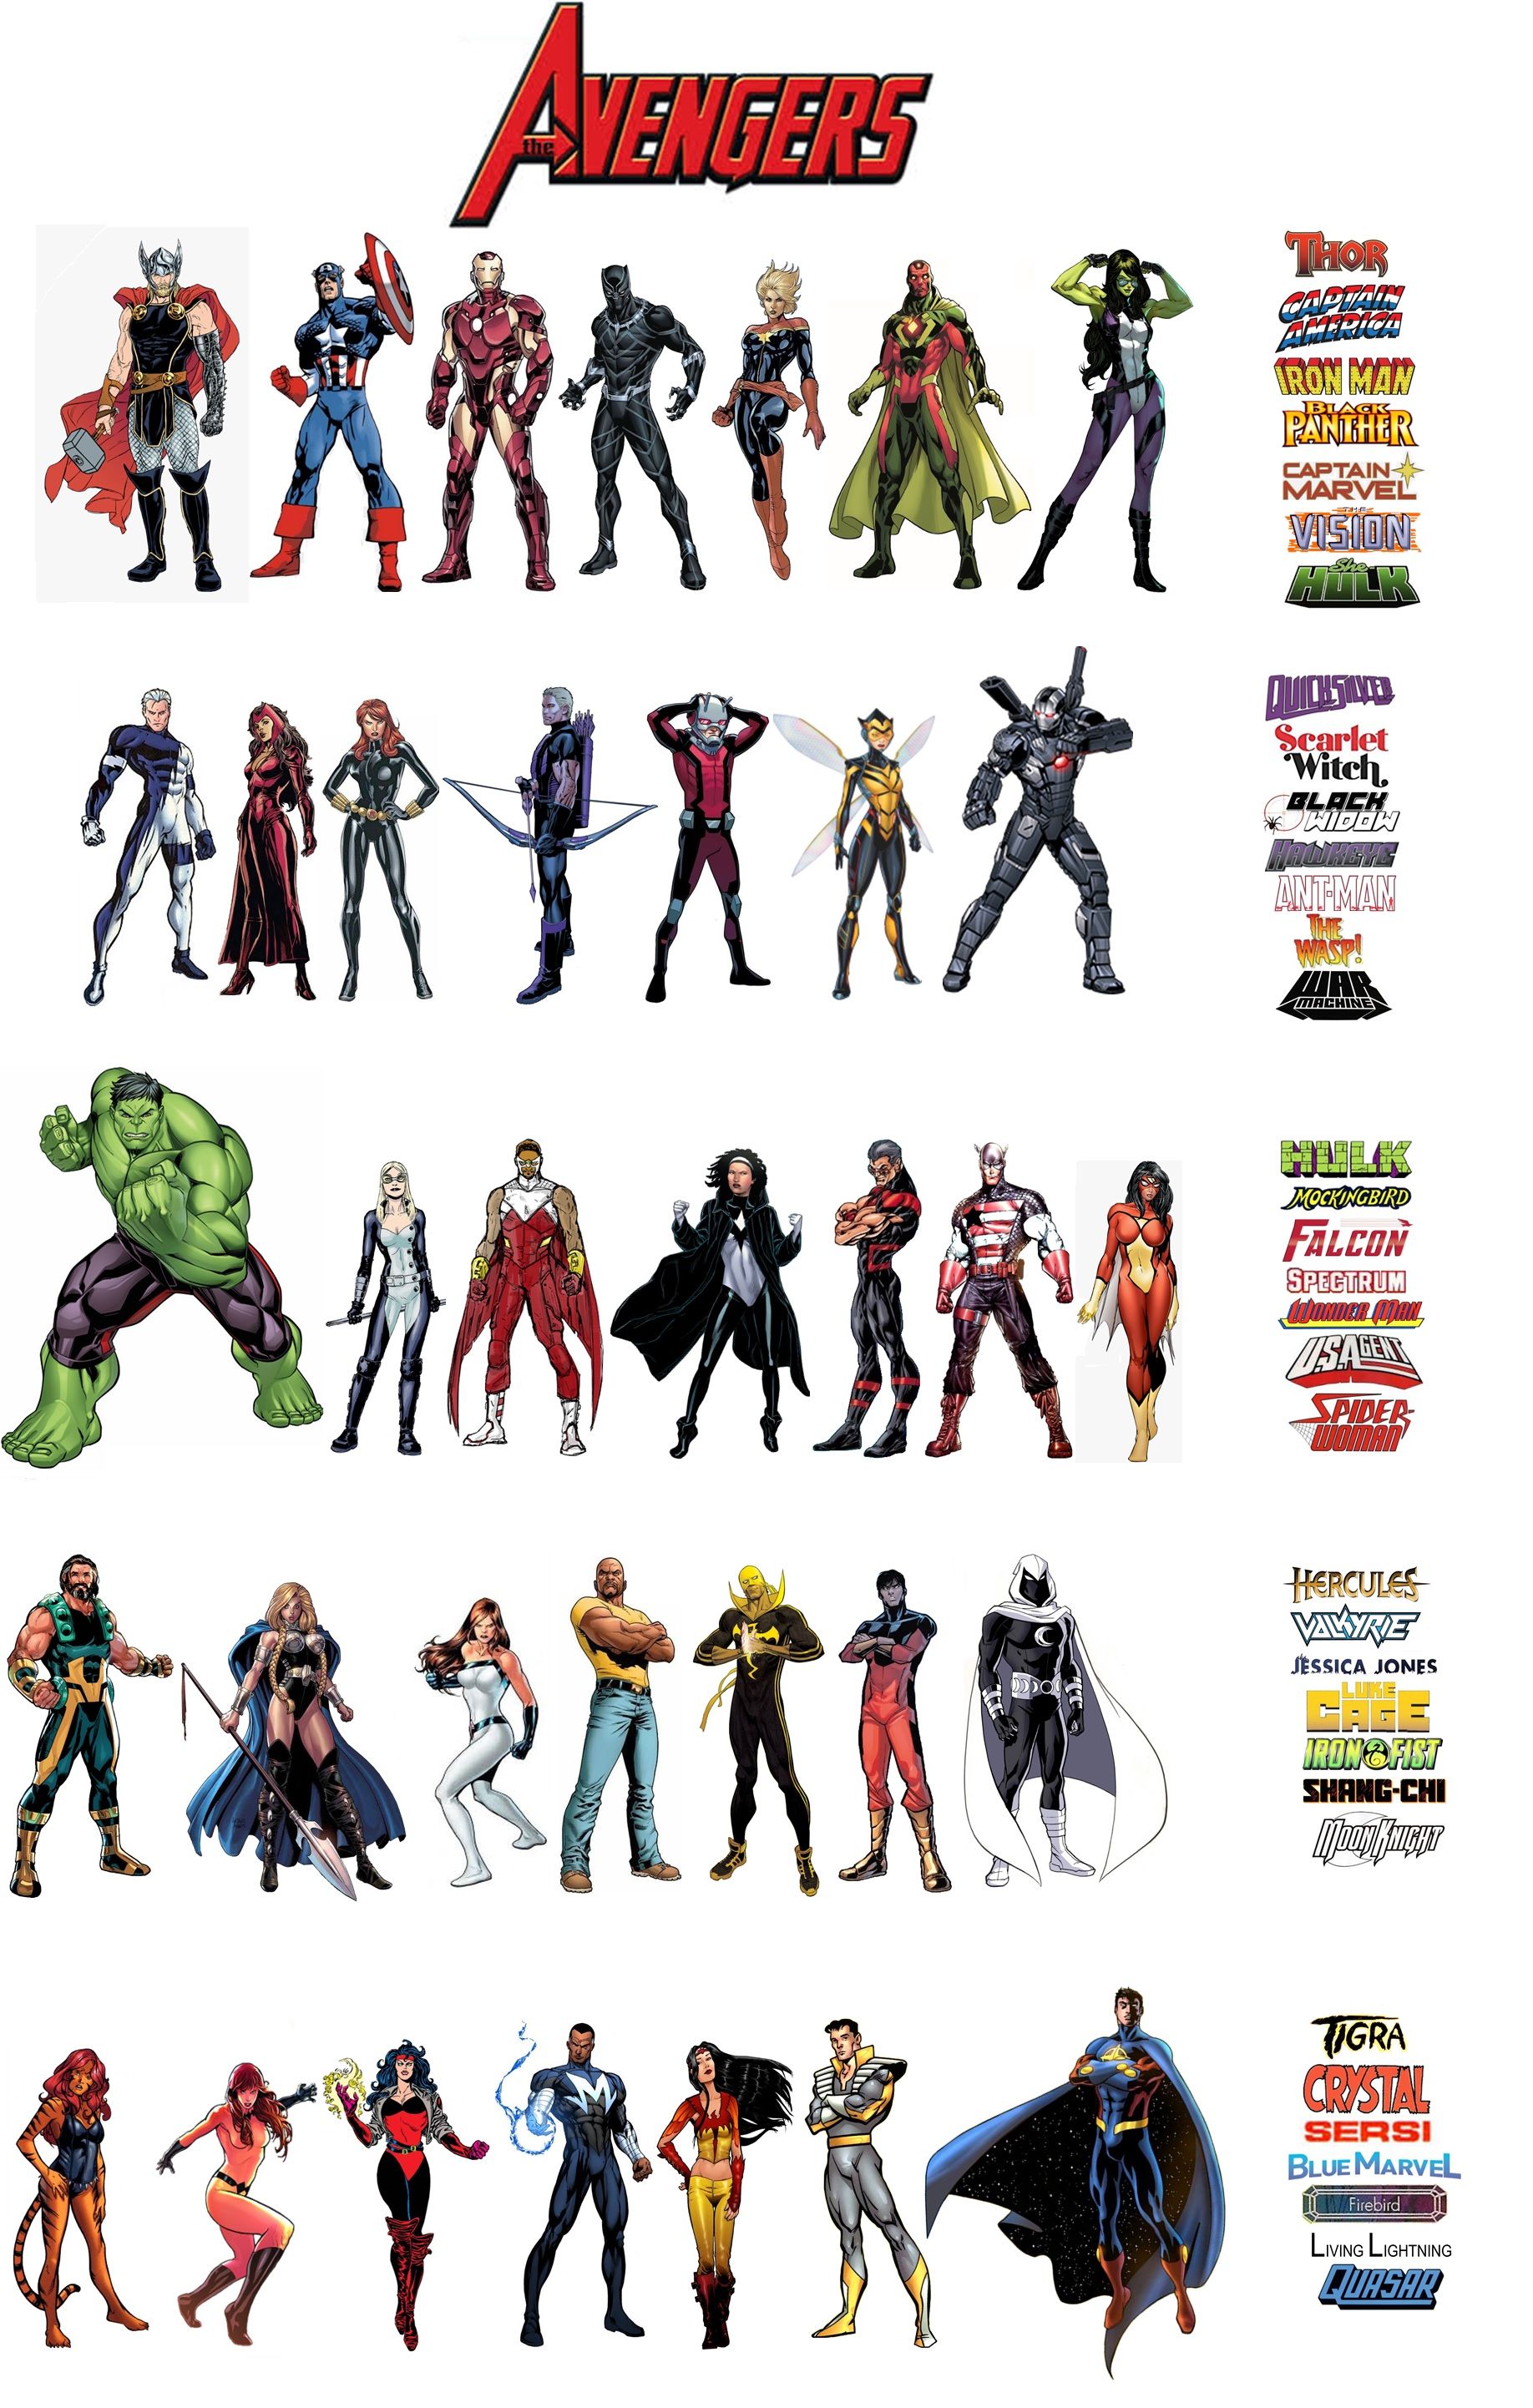 the AVENGERS
THOR
CAPTAIN
AMERICA
IRON MAN
BLACK
PANTHER
CAPTAIN
MARVEL
THE
VISION
She
HULK
QUICKSILVER
Scarlet
Witch
BLACK
WIDOW
HAWKEYE
ANT-MAN
THE
WASP!
WAR
MACHINE
HULK
MOCKINGBIRD
FALCON
SPECTRUM
WONDER MAN
U.S.AGENT
SPIDER-
WOMAN
HERCULES
VALKYRIE
JESSICA JONES
LUKE
CAGE
IRON FIST
SHANG-CHI
MOON KNIGHT
TIGRA
CRYSTAL
SERSI
BLUE MARVEL
Firebird
LIVING LIGHTNING
QUASAR